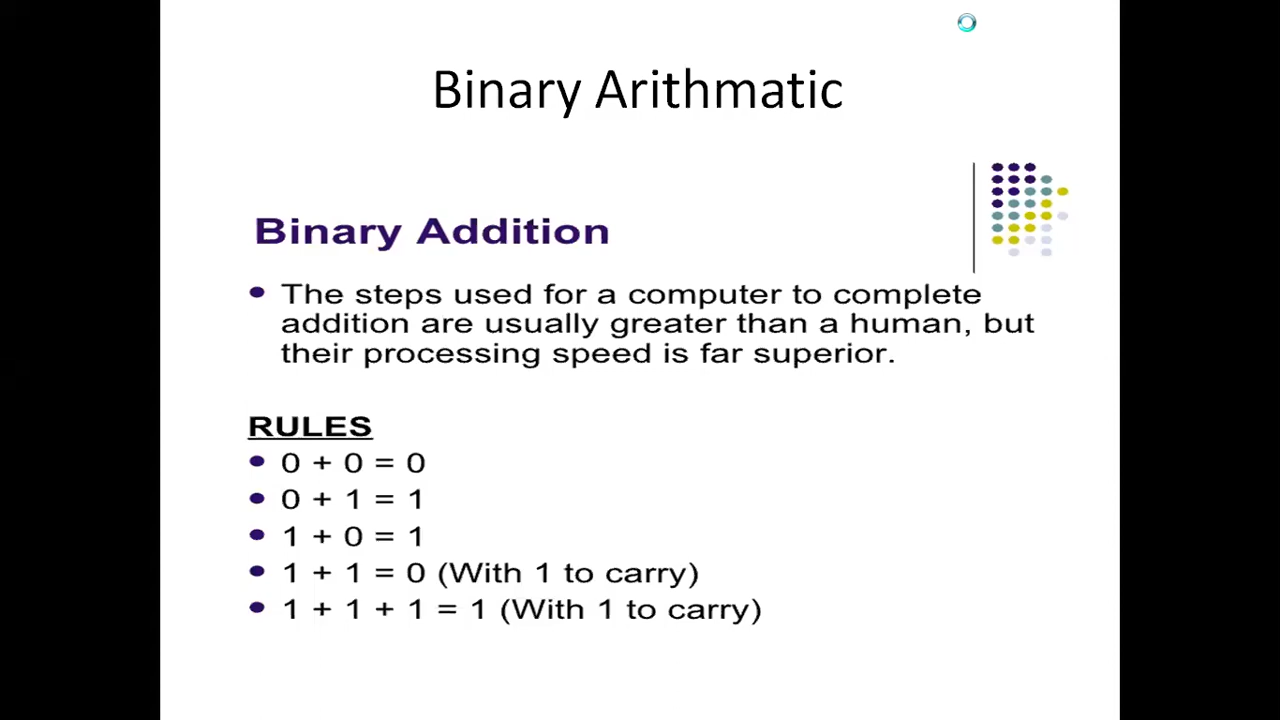 Binary Arithmatic
Binary Addition
• The steps used for a computer to complete
addition are usually greater than a human, but
their processing speed is far superior.
RULES
• 0 + 0 = 0
• 0 + 1 = 1
• 1 + 0 = 1
• 1 + 1 = 0 (With 1 to carry)
• 1 + 1 + 1 = 1 (With 1 to carry)